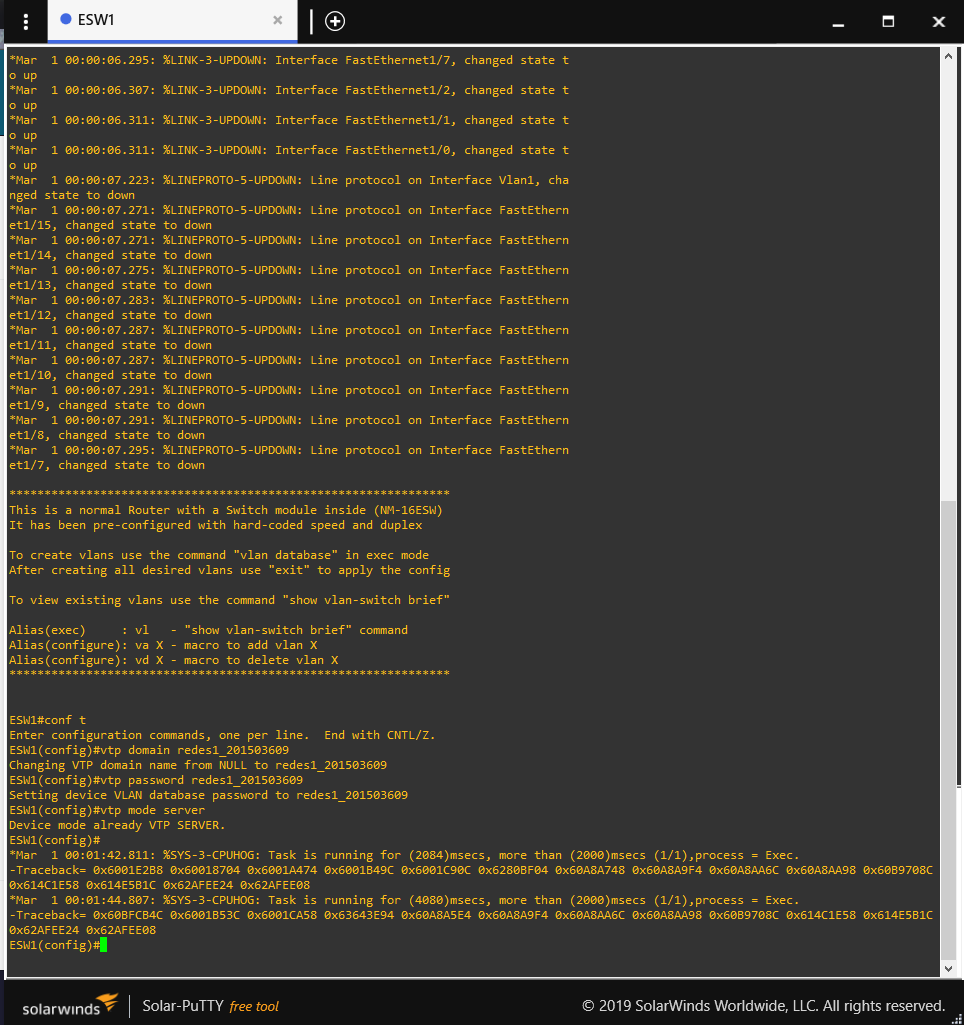 ESW1
*Mar  1 00:00:06.295: %LINK-3-UPDOWN: Interface FastEthernet1/7, changed state t
o up
*Mar  1 00:00:06.307: %LINK-3-UPDOWN: Interface FastEthernet1/2, changed state t
o up
*Mar  1 00:00:06.311: %LINK-3-UPDOWN: Interface FastEthernet1/1, changed state t
o up
*Mar  1 00:00:06.311: %LINK-3-UPDOWN: Interface FastEthernet1/0, changed state t
o up
*Mar  1 00:00:07.223: %LINEPROTO-5-UPDOWN: Line protocol on Interface Vlan1, cha
nged state to down
*Mar  1 00:00:07.271: %LINEPROTO-5-UPDOWN: Line protocol on Interface FastEthern
et1/15, changed state to down
*Mar  1 00:00:07.271: %LINEPROTO-5-UPDOWN: Line protocol on Interface FastEthern
et1/14, changed state to down
*Mar  1 00:00:07.275: %LINEPROTO-5-UPDOWN: Line protocol on Interface FastEthern
et1/13, changed state to down
*Mar  1 00:00:07.283: %LINEPROTO-5-UPDOWN: Line protocol on Interface FastEthern
et1/12, changed state to down
*Mar  1 00:00:07.287: %LINEPROTO-5-UPDOWN: Line protocol on Interface FastEthern
et1/11, changed state to down
*Mar  1 00:00:07.287: %LINEPROTO-5-UPDOWN: Line protocol on Interface FastEthern
et1/10, changed state to down
*Mar  1 00:00:07.291: %LINEPROTO-5-UPDOWN: Line protocol on Interface FastEthern
et1/9, changed state to down
*Mar  1 00:00:07.291: %LINEPROTO-5-UPDOWN: Line protocol on Interface FastEthern
et1/8, changed state to down
*Mar  1 00:00:07.295: %LINEPROTO-5-UPDOWN: Line protocol on Interface FastEthern
et1/7, changed state to down
***************************************************************
This is a normal Router with a Switch module inside (NM-16ESW)
It has been pre-configured with hard-coded speed and duplex
To create vlans use the command "vlan database" in exec mode
After creating all desired vlans use "exit" to apply the config
To view existing vlans use the command "show vlan-switch brief"
Alias(exec)     : vl   - "show vlan-switch brief" command
Alias(configure): va X - macro to add vlan X
Alias(configure): vd X - macro to delete vlan X
***************************************************************
ESW1#conf t
Enter configuration commands, one per line.  End with CNTL/Z.
ESW1(config)#vtp domain redes1_201503609
Changing VTP domain name from NULL to redes1_201503609
ESW1(config)#vtp password redes1_201503609
Setting device VLAN database password to redes1_201503609
ESW1(config)#vtp mode server
Device mode already VTP SERVER.
ESW1(config)#
*Mar  1 00:01:42.811: %SYS-3-CPUHOG: Task is running for (2084)msecs, more than (2000)msecs (1/1),process = Exec.
-Traceback= 0x6001E2B8 0x60018704 0x6001A474 0x6001B49C 0x6001C90C 0x6280BF04 0x60A8A748 0x60A8A9F4 0x60A8AA6C 0x60A8AA98 0x60B9708C
0x614C1E58 0x614E5B1C 0x62AFEE24 0x62AFEE08
*Mar  1 00:01:44.807: %SYS-3-CPUHOG: Task is running for (4080)msecs, more than (2000)msecs (1/1),process = Exec.
-Traceback= 0x60BFCB4C 0x6001B53C 0x6001CA58 0x63643E94 0x60A8A5E4 0x60A8A9F4 0x60A8AA6C 0x60A8AA98 0x60B9708C 0x614C1E58 0x614E5B1C
0x62AFEE24 0x62AFEE08
ESW1(config)#
solarwinds Solar-PuTTY free tool © 2019 SolarWinds Worldwide, LLC. All rights reserved.